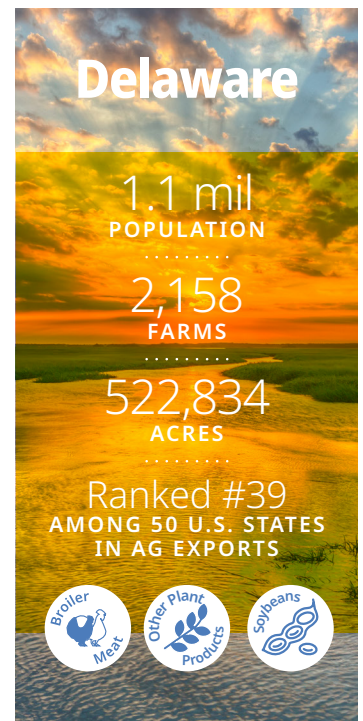 Delaware
1.1 mil
POPULATION
2,158
FARMS
522,834
ACRES
Ranked #39
AMONG 50 U.S. STATES
IN AG EXPORTS
Broiler
Meat
Other Plant
Products
Soybeans